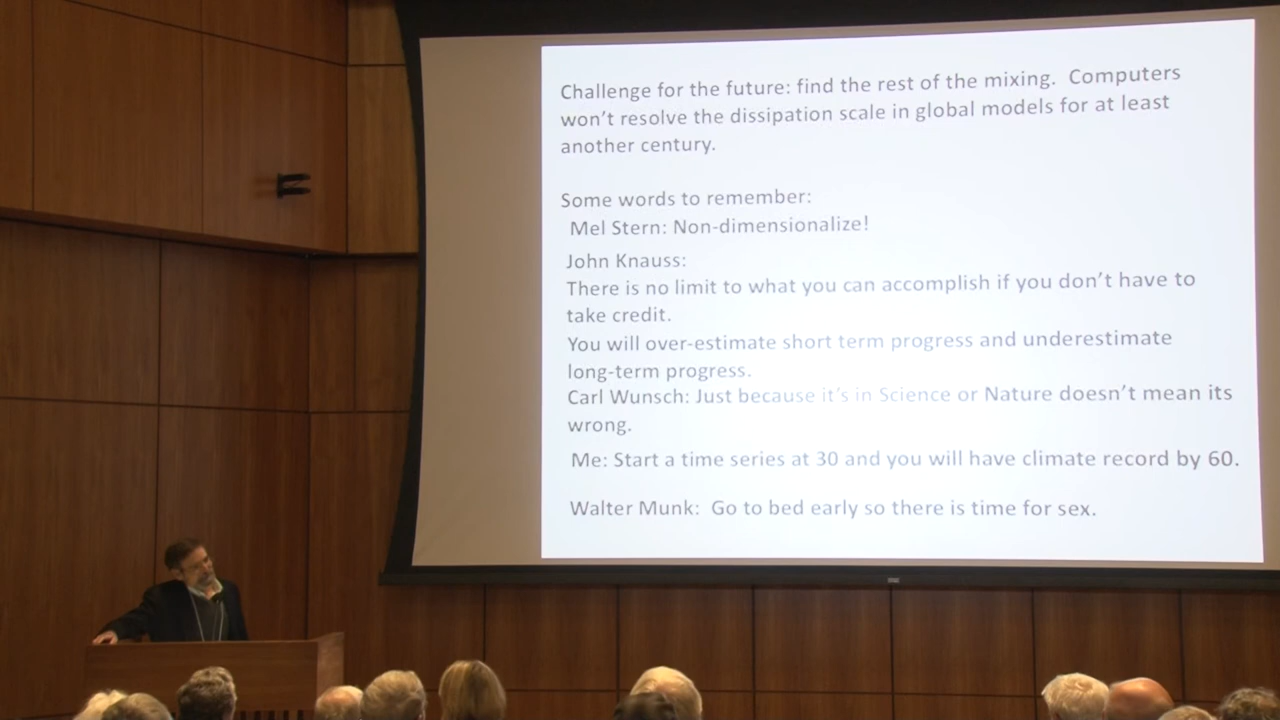 Challenge for the future: find the rest of the mixing. Computers
won't resolve the dissipation scale in global models for at least
another century.
Some words to remember:
Mel Stern: Non-dimensionalize!
John Knauss:
There is no limit to what you can accomplish if you don't have to
take credit.
You will over-estimate short term progress and underestimate
long-term progress.
Carl Wunsch: Just because it's in Science or Nature doesn't mean its
wrong.
Me: Start a time series at 30 and you will have climate record by 60.
Walter Munk: Go to bed early so there is time for sex.